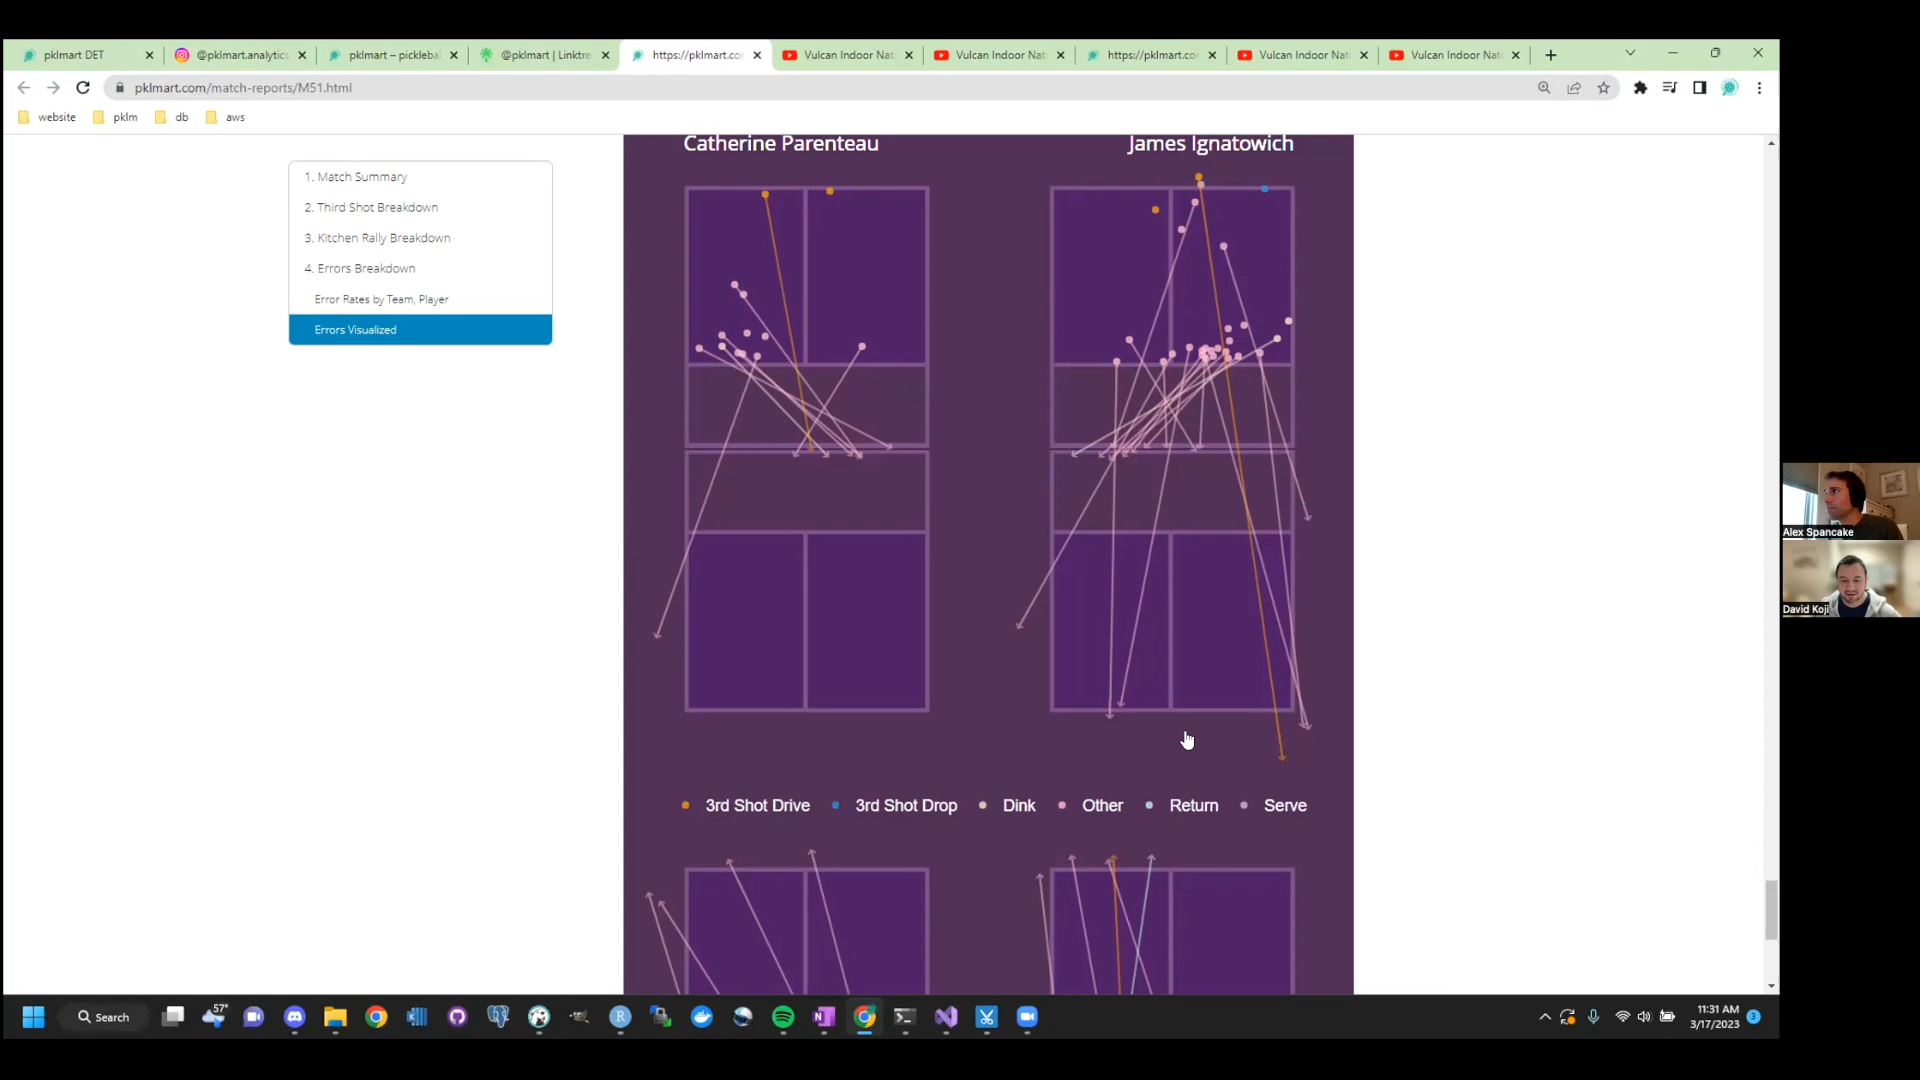 pklmart DET
@pklmart.analytics
pklmart – pickleba
@pklmart | Linktre
https://pklmart.co
Vulcan Indoor Nat
Vulcan Indoor Nat
https://pklmart.co
Vulcan Indoor Nat
Vulcan Indoor Nat
pklmart.com/match-reports/M51.html
website
pklm
db
aws
Catherine Parenteau
James Ignatowich
1. Match Summary
2. Third Shot Breakdown
3. Kitchen Rally Breakdown
4. Errors Breakdown
Error Rates by Team, Player
Errors Visualized
Alex Spancake
David Koji
3rd Shot Drive
3rd Shot Drop
Dink
Other
Return
Serve
57°
Search
11:31 AM
3/17/2023
3